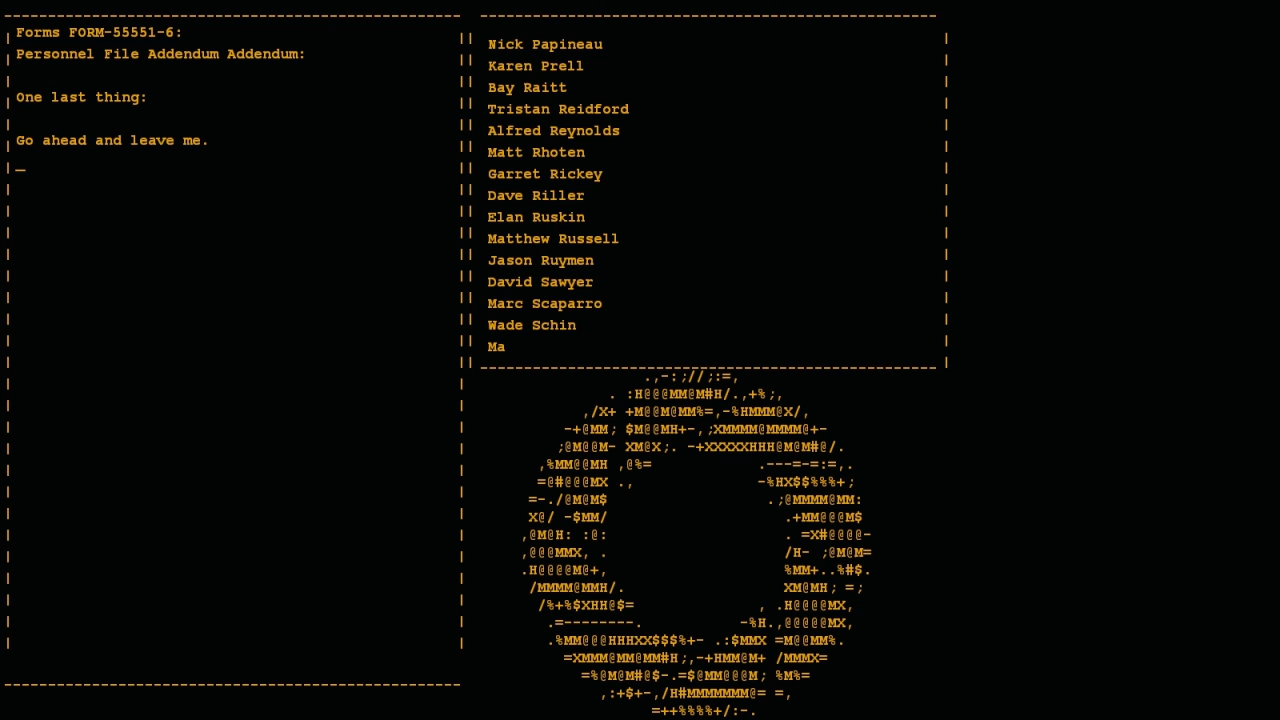 Forms FORM-55551-6:
Personnel File Addendum Addendum:
One last thing:
Go ahead and leave me.
_
Nick Papineau
Karen Prell
Bay Raitt
Tristan Reidford
Alfred Reynolds
Matt Rhoten
Garret Rickey
Dave Riller
Elan Ruskin
Matthew Russell
Jason Ruymen
David Sawyer
Marc Scaparro
Wade Schin
Ma